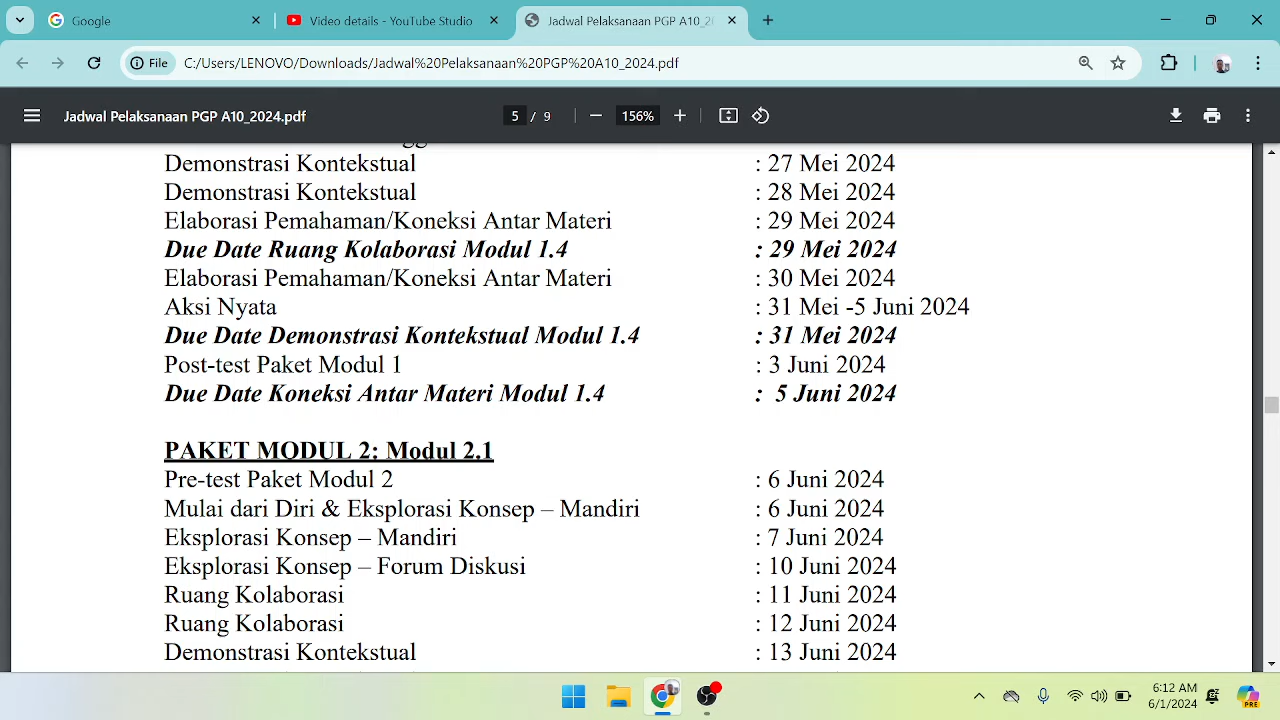 Google
Video details - YouTube Studio
Jadwal Pelaksanaan PGP A10_2
File
C:/Users/LENOVO/Downloads/Jadwal%20Pelaksanaan%20PGP%20A10_2024.pdf
Jadwal Pelaksanaan PGP A10_2024.pdf
5 / 9
156%
Demonstrasi Kontekstual : 27 Mei 2024
Demonstrasi Kontekstual : 28 Mei 2024
Elaborasi Pemahaman/Koneksi Antar Materi : 29 Mei 2024
Due Date Ruang Kolaborasi Modul 1.4 : 29 Mei 2024
Elaborasi Pemahaman/Koneksi Antar Materi : 30 Mei 2024
Aksi Nyata : 31 Mei -5 Juni 2024
Due Date Demonstrasi Kontekstual Modul 1.4 : 31 Mei 2024
Post-test Paket Modul 1 : 3 Juni 2024
Due Date Koneksi Antar Materi Modul 1.4 : 5 Juni 2024
PAKET MODUL 2: Modul 2.1
Pre-test Paket Modul 2 : 6 Juni 2024
Mulai dari Diri & Eksplorasi Konsep – Mandiri : 6 Juni 2024
Eksplorasi Konsep – Mandiri : 7 Juni 2024
Eksplorasi Konsep – Forum Diskusi : 10 Juni 2024
Ruang Kolaborasi : 11 Juni 2024
Ruang Kolaborasi : 12 Juni 2024
Demonstrasi Kontekstual : 13 Juni 2024
6:12 AM
6/1/2024
PRE